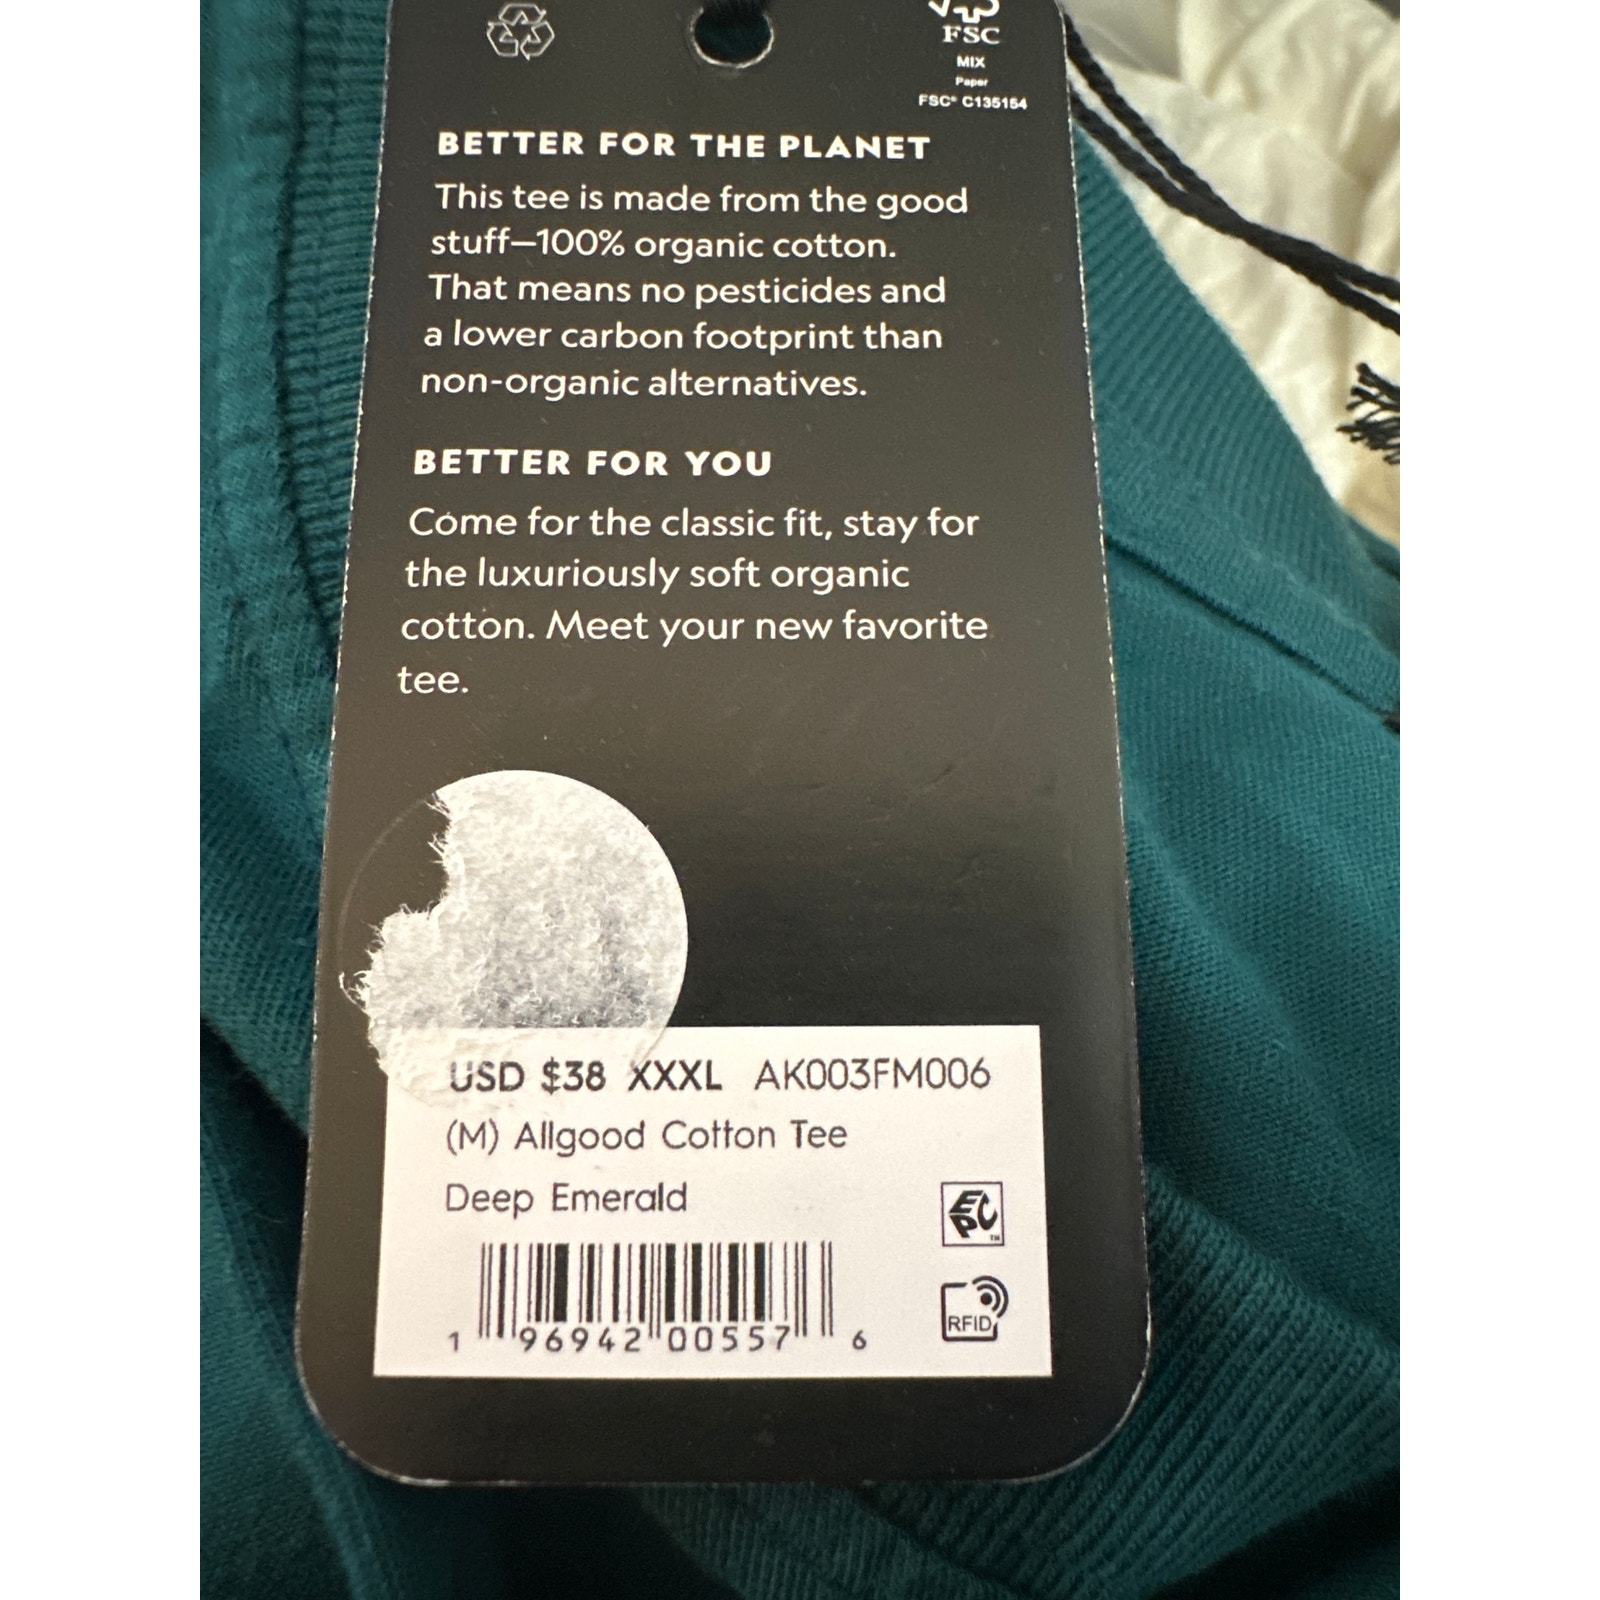 FSC
MIX
Paper
FSC® C135154
BETTER FOR THE PLANET
This tee is made from the good
stuff—100% organic cotton.
That means no pesticides and
a lower carbon footprint than
non-organic alternatives.
BETTER FOR YOU
Come for the classic fit, stay for
the luxuriously soft organic
cotton. Meet your new favorite
tee.
USD $38 XXXL AK003FM006
(M) Allgood Cotton Tee
Deep Emerald
EPC™
RFID
1 96942 00557 6